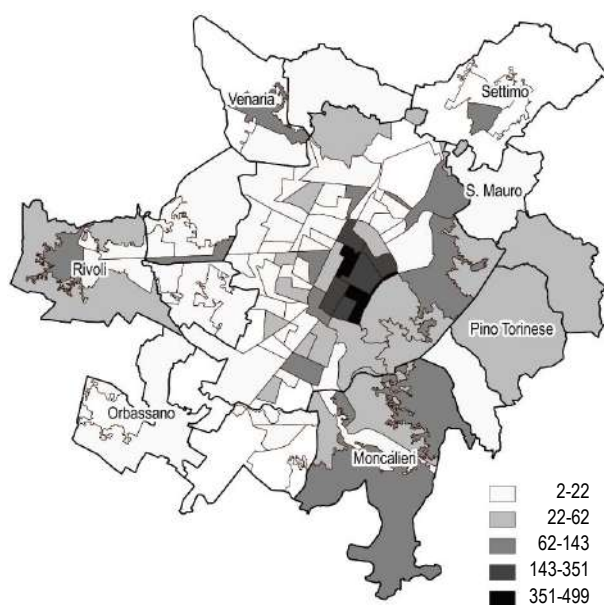 Venaria
Settimo
S. Mauro
Rivoli
Pino Torinese
Orbassano
Moncalieri
2-22
22-62
62-143
143-351
351-499